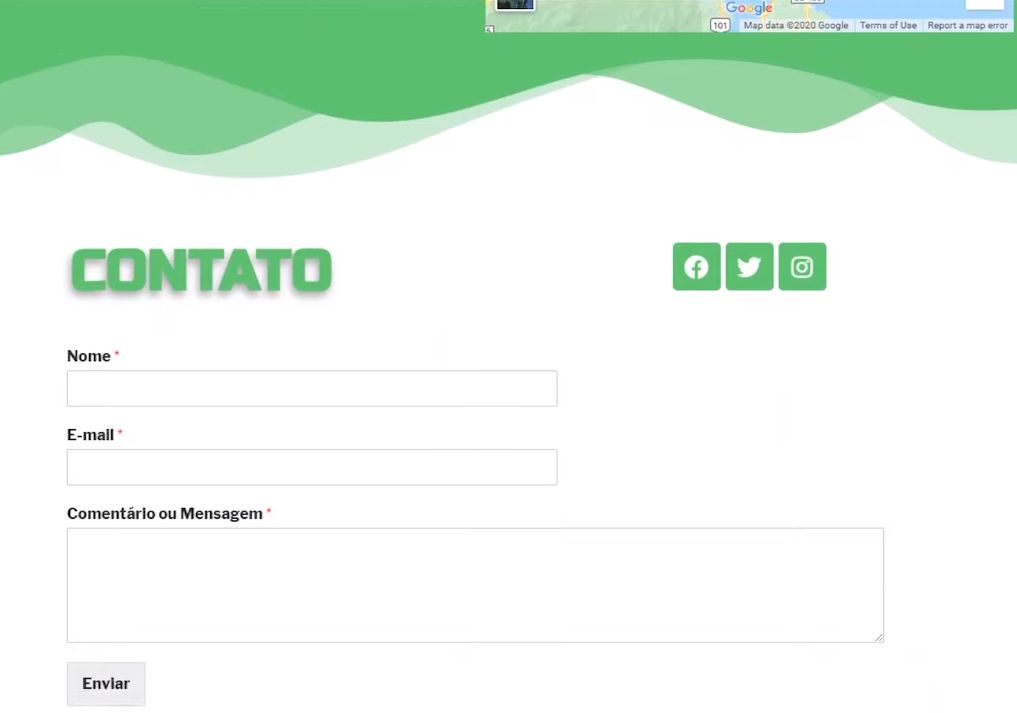 Google
101
Map data ©2020 Google
Terms of Use
Report a map error
CONTATO
Nome *
E-mail *
Comentário ou Mensagem *
Enviar